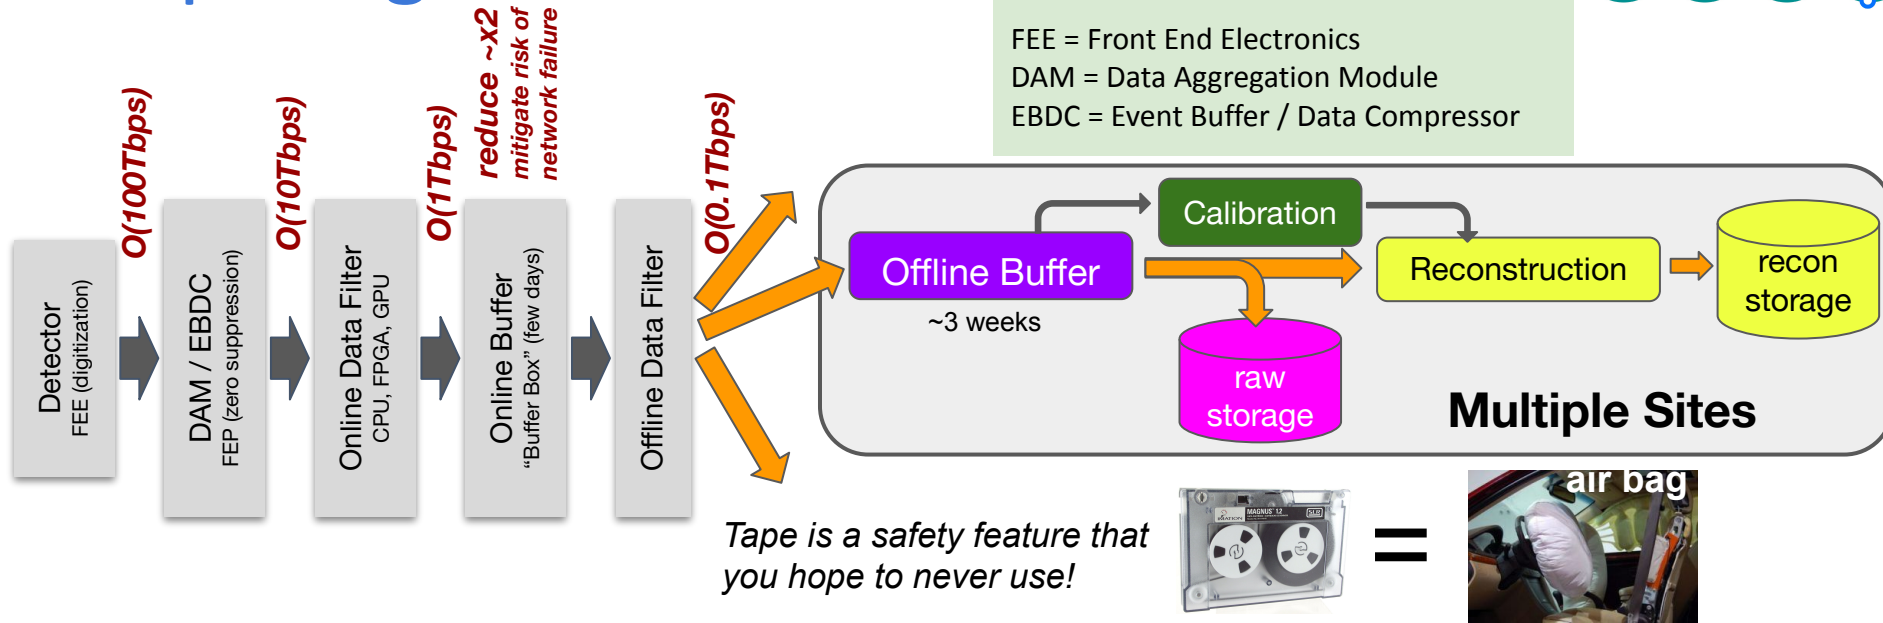 FEE = Front End Electronics
DAM = Data Aggregation Module
EBDC = Event Buffer / Data Compressor
O(100Tbps)
O(10Tbps)
O(1Tbps)
reduce ~x2
mitigate risk of
network failure
O(0.1Tbps)
Detector
FEE (digitization)
DAM / EBDC
FEP (zero suppression)
Online Data Filter
CPU, FPGA, GPU
Online Buffer
“Buffer Box” (few days)
Offline Data Filter
Offline Buffer
~3 weeks
Calibration
Reconstruction
recon
storage
raw
storage
Multiple Sites
Tape is a safety feature that
you hope to never use!
IMATION
MAGNUS 12
SLR
=
air bag